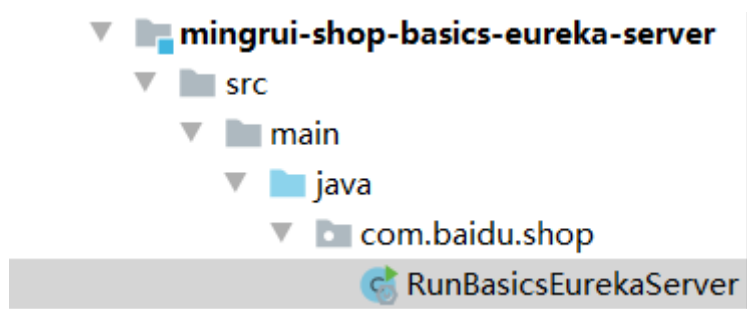 mingrui-shop-basics-eureka-server
src
main
java
com.baidu.shop
RunBasicsEurekaServer